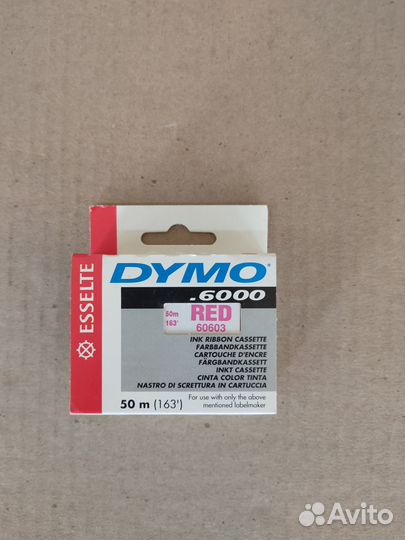 ESSELTE
DYMO®
.6000
50m
163'
RED
60603
INK RIBBON CASSETTE
FARBBANDKASSETTE
CARTOUCHE D'ENCRE
FÄRGBANDKASSETT
INKT CASSETTE
CINTA COLOR TINTA
NASTRO DI SCRETTURA IN CARTUCCIA
50 m (163')
For use with only the above
mentioned labelmaker
Avito